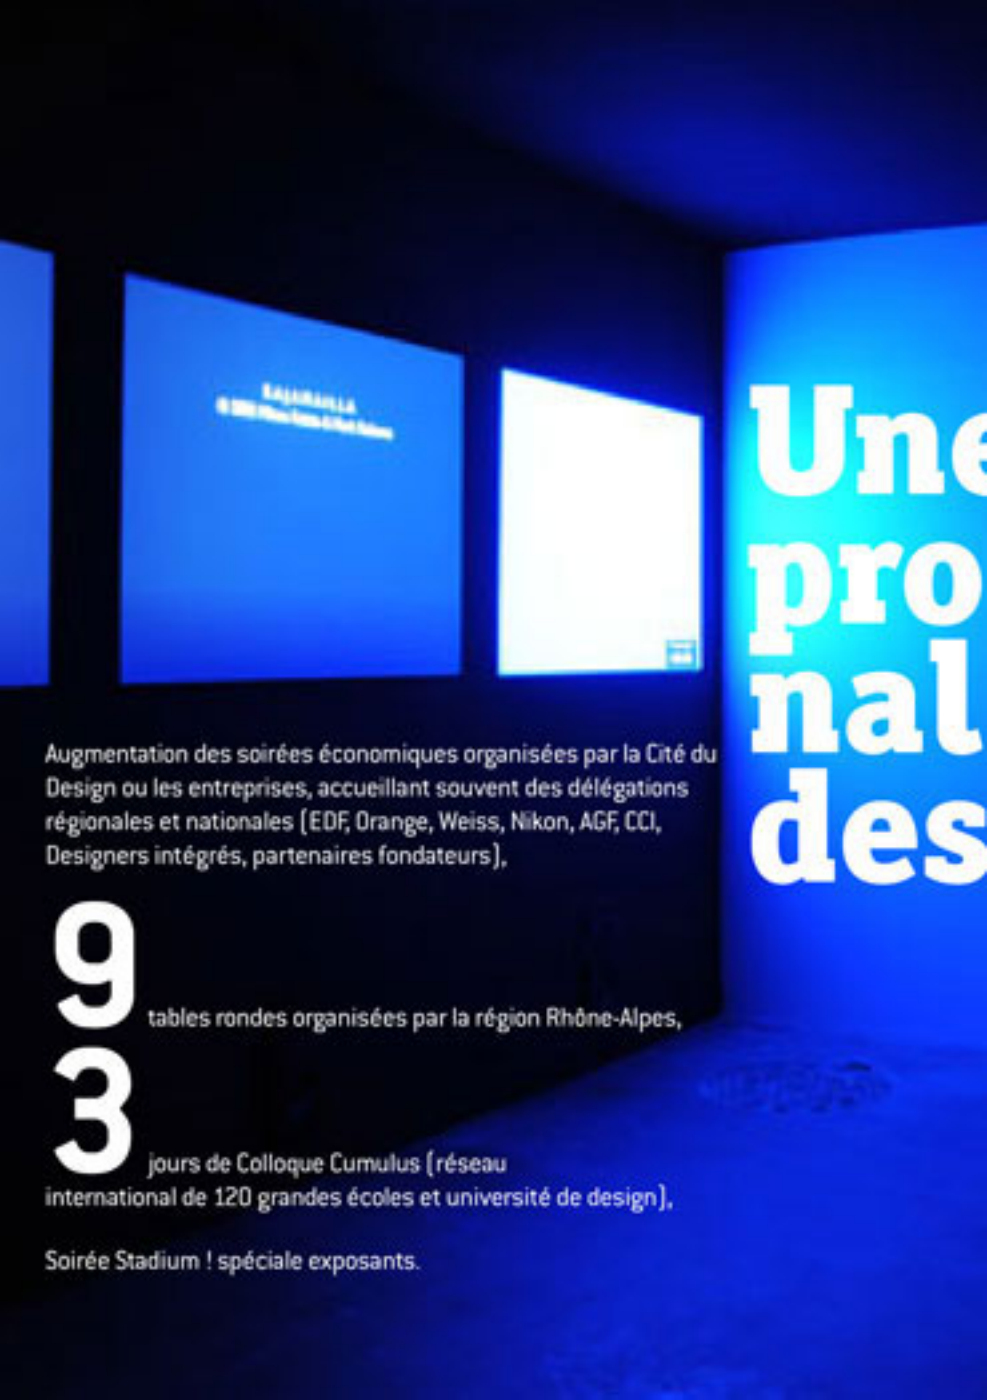 KAJARAILLA
Une
pro
nal
des
Augmentation des soirées économiques organisées par la Cité du
Design ou les entreprises, accueillant souvent des délégations
régionales et nationales (EDF, Orange, Weiss, Nikon, AGF, CCI,
Designers intégrés, partenaires fondateurs),
9 tables rondes organisées par la région Rhône-Alpes,
3 jours de Colloque Cumulus (réseau
international de 120 grandes écoles et université de design),
Soirée Stadium ! spéciale exposants.